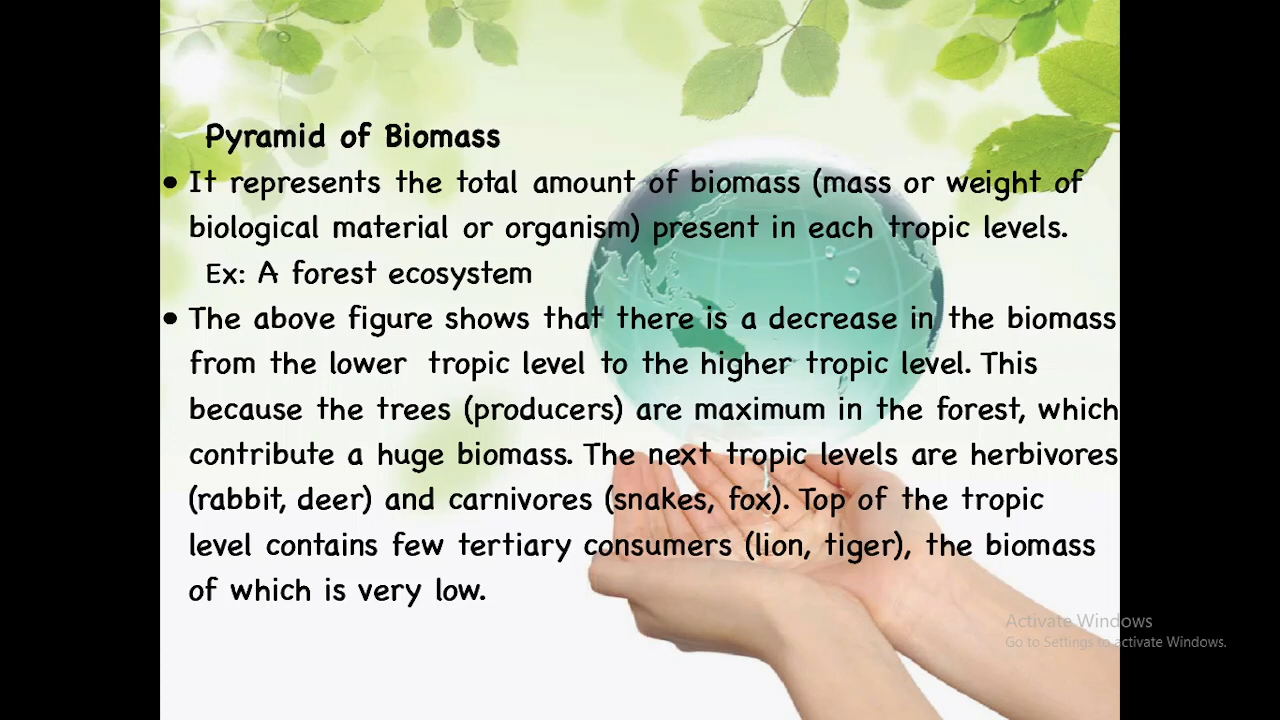 Pyramid of Biomass
• It represents the total amount of biomass (mass or weight of
biological material or organism) present in each tropic levels.
Ex: A forest ecosystem
• The above figure shows that there is a decrease in the biomass
from the lower tropic level to the higher tropic level. This
because the trees (producers) are maximum in the forest, which
contribute a huge biomass. The next tropic levels are herbivores
(rabbit, deer) and carnivores (snakes, fox). Top of the tropic
level contains few tertiary consumers (lion, tiger), the biomass
of which is very low.
Activate Windows
Go to Settings to activate Windows.